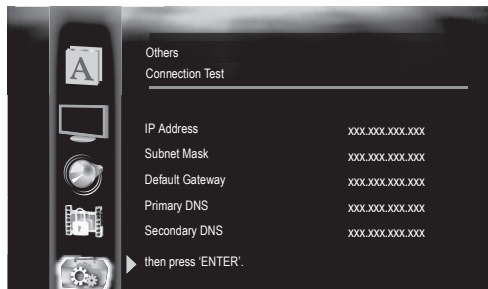 A
Others
Connection Test
IP Address xxx.xxx.xxx.xxx
Subnet Mask xxx.xxx.xxx.xxx
Default Gateway xxx.xxx.xxx.xxx
Primary DNS xxx.xxx.xxx.xxx
Secondary DNS xxx.xxx.xxx.xxx
then press ‘ENTER’.